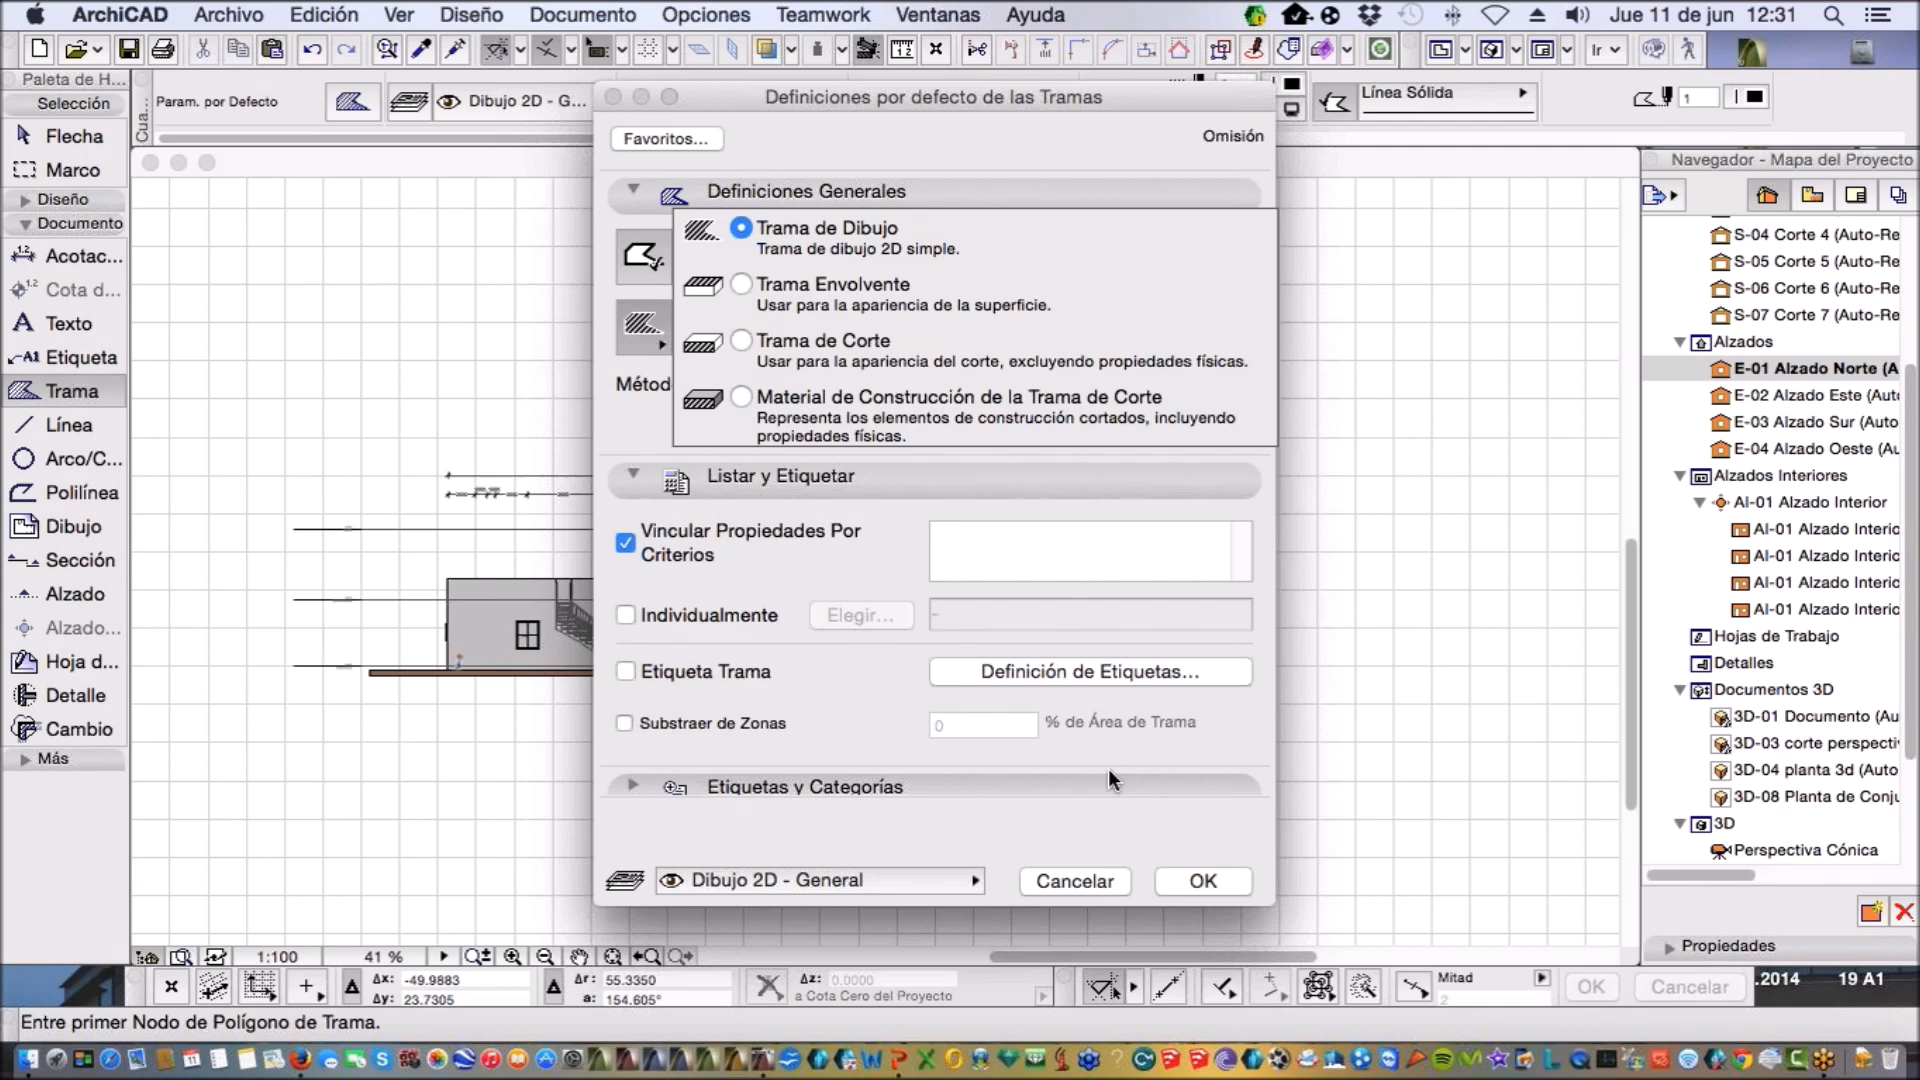 ArchiCAD Archivo Edición Ver Diseño Documento Opciones Teamwork Ventanas Ayuda Jue 11 de jun 12:31
Ir
Paleta de H...
Selección
Flecha
Marco
Diseño
Documento
Acotac...
Cota d...
Texto
Etiqueta
Trama
Línea
Arco/C...
Polilínea
Dibujo
Sección
Alzado
Alzado...
Hoja d...
Detalle
Cambio
Más
Cua...
Param. por Defecto
Dibujo 2D - G...
Línea Sólida
1
Definiciones por defecto de las Tramas
Favoritos...
Omisión
Definiciones Generales
Trama de Dibujo
Trama de dibujo 2D simple.
Trama Envolvente
Usar para la apariencia de la superficie.
Trama de Corte
Usar para la apariencia del corte, excluyendo propiedades físicas.
Métod
Material de Construcción de la Trama de Corte
Representa los elementos de construcción cortados, incluyendo
propiedades físicas.
Listar y Etiquetar
Vincular Propiedades Por
Criterios
Individualmente
Elegir...
-
Etiqueta Trama
Definición de Etiquetas...
Substraer de Zonas
0
% de Área de Trama
Etiquetas y Categorías
Dibujo 2D - General
Cancelar
OK
Navegador - Mapa del Proyecto
S-04 Corte 4 (Auto-Re
S-05 Corte 5 (Auto-Re
S-06 Corte 6 (Auto-Re
S-07 Corte 7 (Auto-Re
Alzados
E-01 Alzado Norte (A
E-02 Alzado Este (Aut
E-03 Alzado Sur (Auto
E-04 Alzado Oeste (Au
Alzados Interiores
AI-01 Alzado Interior
AI-01 Alzado Interio
AI-01 Alzado Interio
AI-01 Alzado Interio
AI-01 Alzado Interio
Hojas de Trabajo
Detalles
Documentos 3D
3D-01 Documento (Au
3D-03 corte perspecti
3D-04 planta 3d (Auto
3D-08 Planta de Conju
3D
Perspectiva Cónica
Propiedades
1:100
41 %
Δx: -49.9883
Δy: 23.7305
Δr: 55.3350
a: 154.605°
Δz: 0.0000
a Cota Cero del Proyecto
Mitad
2
OK
Cancelar
.2014
19 A1
Entre primer Nodo de Polígono de Trama.